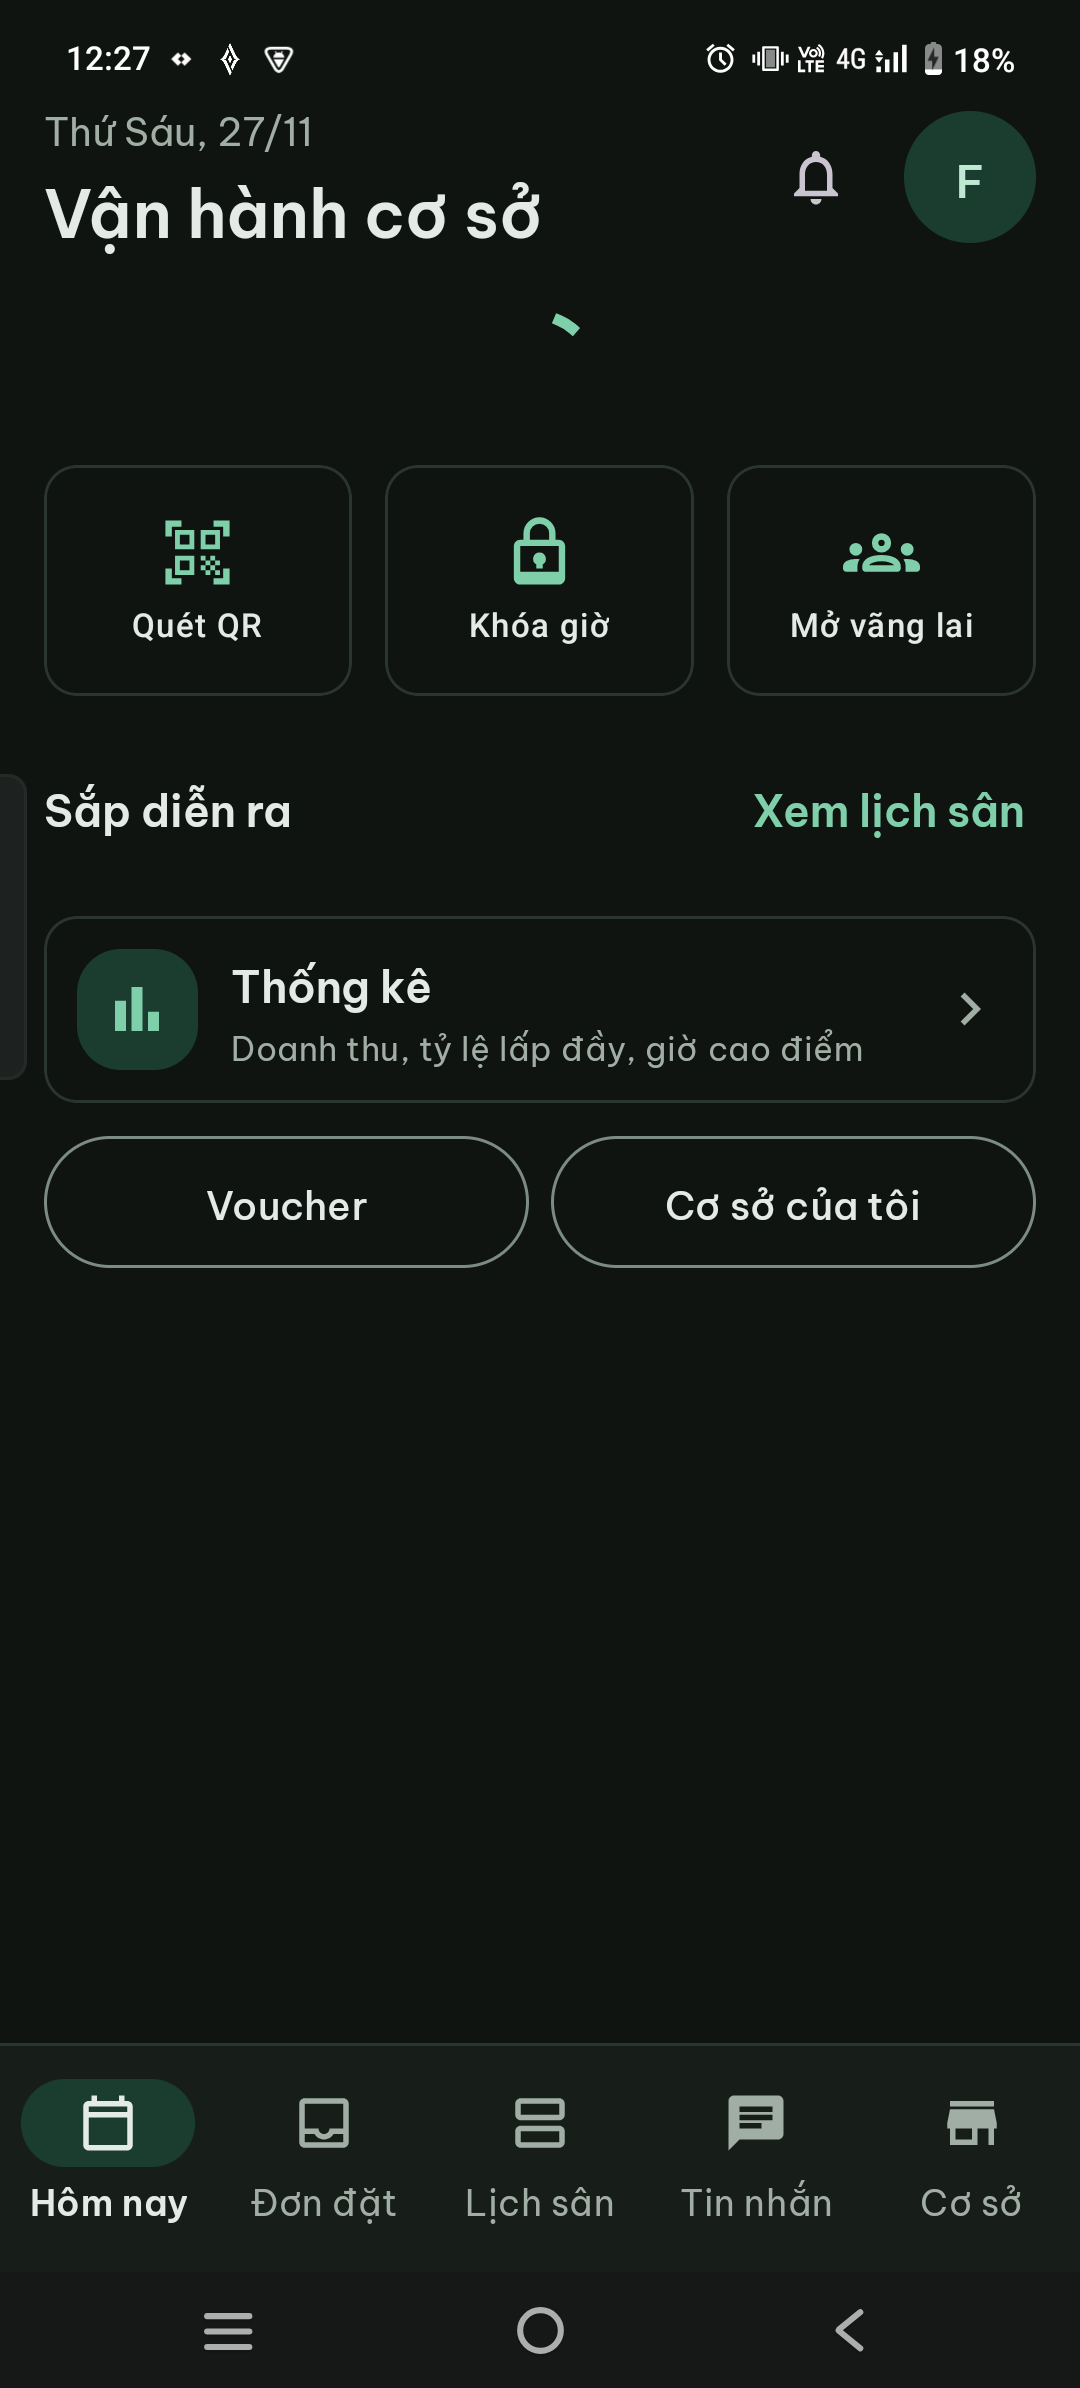 12:27
VoLTE 4G 18%
Thứ Sáu, 27/11
Vận hành cơ sở
F
Quét QR
Khóa giờ
Mở vãng lai
Sắp diễn ra
Xem lịch sân
Thống kê
Doanh thu, tỷ lệ lấp đầy, giờ cao điểm
Voucher
Cơ sở của tôi
Hôm nay
Đơn đặt
Lịch sân
Tin nhắn
Cơ sở